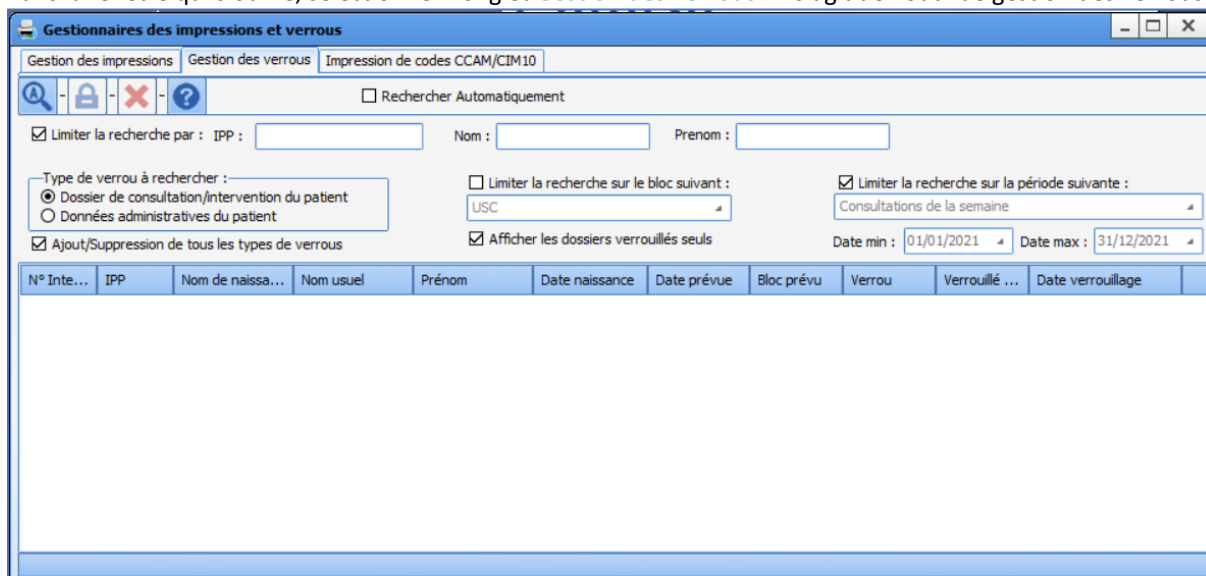 Gestionnaires des impressions et verrous
Gestion des impressions Gestion des verrous Impression de codes CCAM/CIM10
Rechercher Automatiquement
Limiter la recherche par : IPP : Nom : Prenom :
Type de verrou à rechercher :
Dossier de consultation/intervention du patient
Données administratives du patient
Ajout/Suppression de tous les types de verrous
Limiter la recherche sur le bloc suivant :
USC
Afficher les dossiers verrouillés seuls
Limiter la recherche sur la période suivante :
Consultations de la semaine
Date min : 01/01/2021 Date max : 31/12/2021
N° Inte... IPP Nom de naissa... Nom usuel Prénom Date naissance Date prévue Bloc prévu Verrou Verrouillé ... Date verrouillage